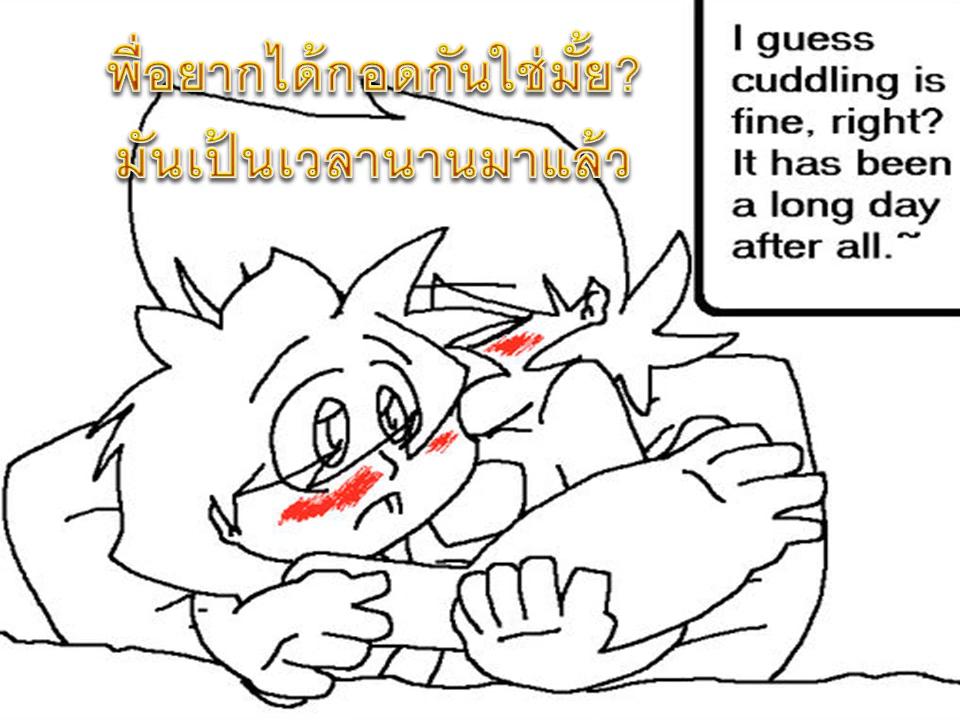 พี่อยากได้กอดกันใช่มั้ย?
มันเป้นเวลานานมาแล้ว
I guess
cuddling is
fine, right?
It has been
a long day
after all.~